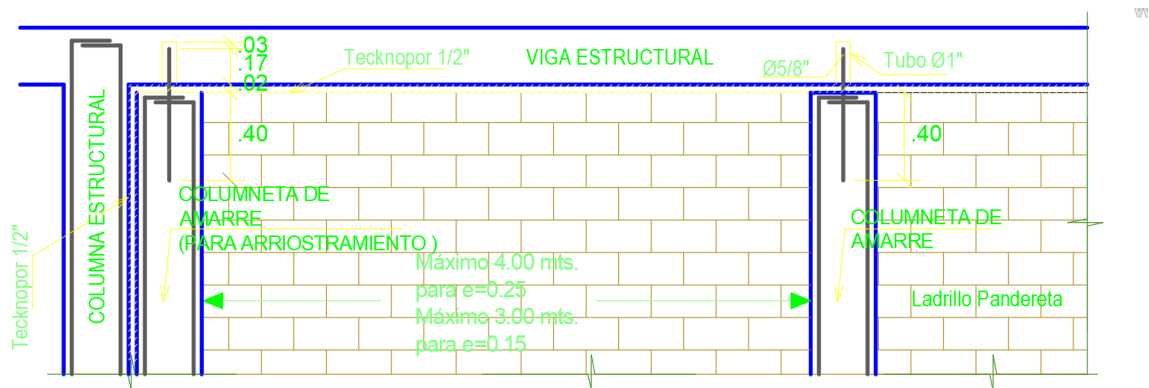 .03
.17
.02
.40
Tecknopor 1/2"
VIGA ESTRUCTURAL
Ø5/8"
Tubo Ø1"
.40
COLUMNA ESTRUCTURAL
Tecknopor 1/2"
COLUMNETA DE
AMARRE
(PARA ARRIOSTRAMIENTO )
COLUMNETA DE
AMARRE
Máximo 4.00 mts.
para e=0.25
Máximo 3.00 mts.
para e=0.15
Ladrillo Pandereta